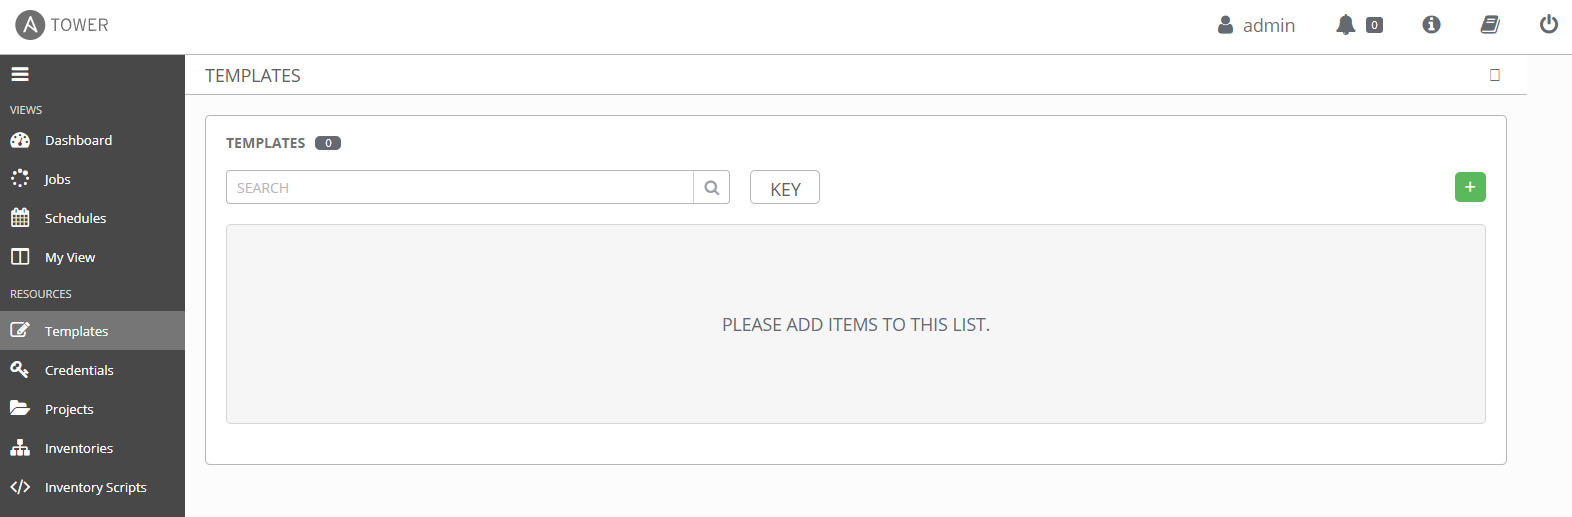 TOWER
admin
0
VIEWS
Dashboard
Jobs
Schedules
My View
RESOURCES
Templates
Credentials
Projects
Inventories
Inventory Scripts
TEMPLATES
TEMPLATES 0
SEARCH
KEY
+
PLEASE ADD ITEMS TO THIS LIST.